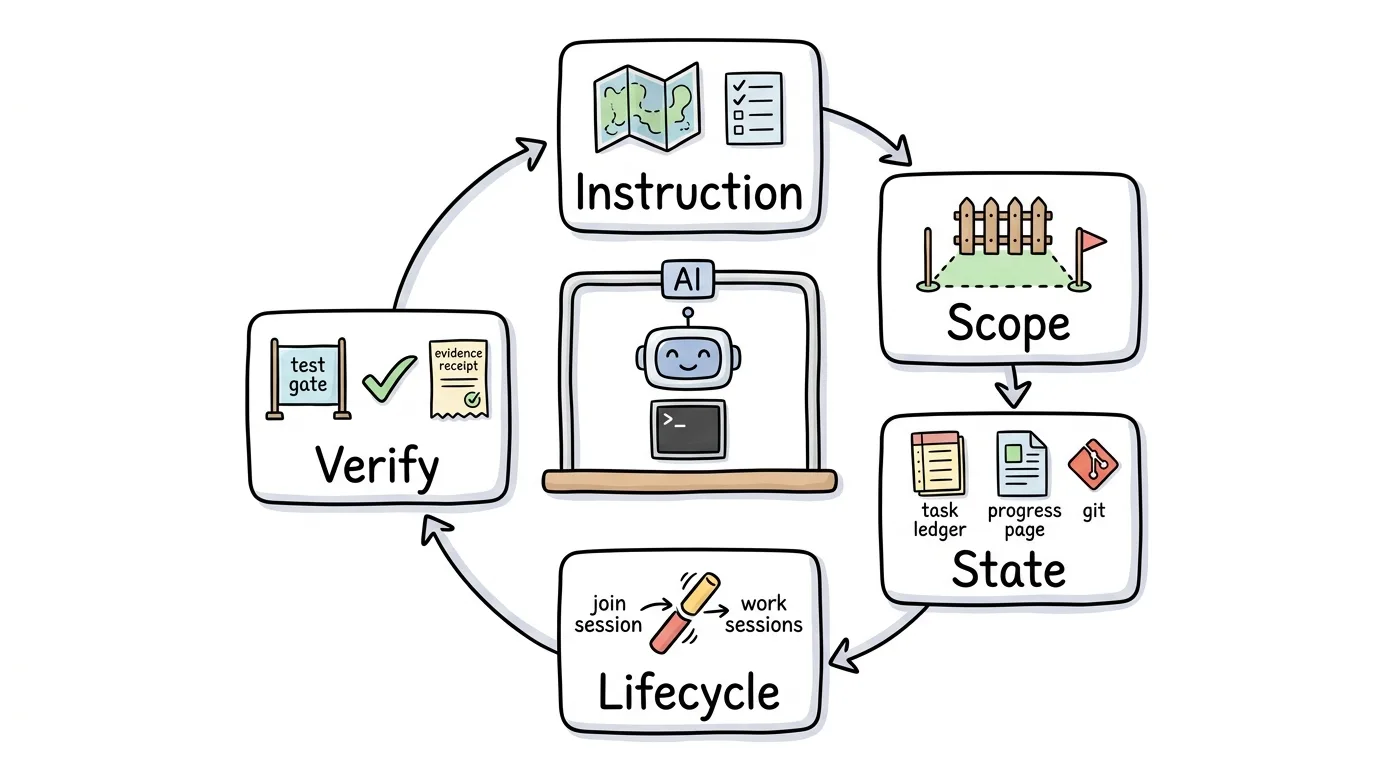 Instruction
AI
>_
Scope
test
gate
evidence
receipt
Verify
task
ledger
progress
page
git
State
join
session
work
sessions
Lifecycle